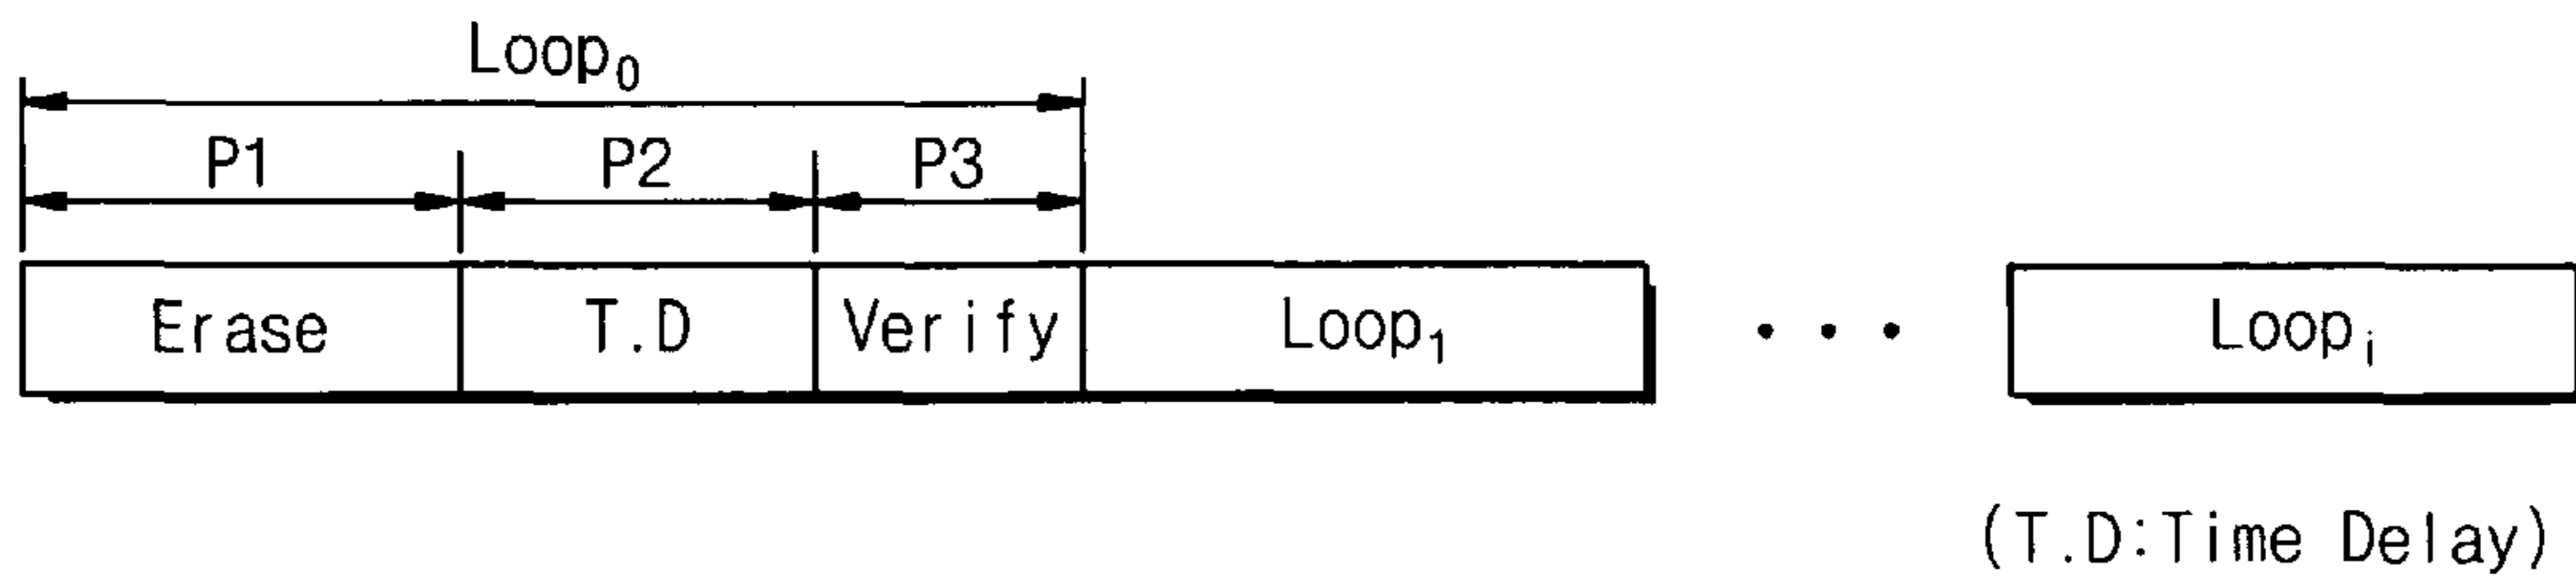 Loop₀
P1 P2 P3
Erase T.D Verify Loop₁ ... Loopᵢ
(T.D:Time Delay)